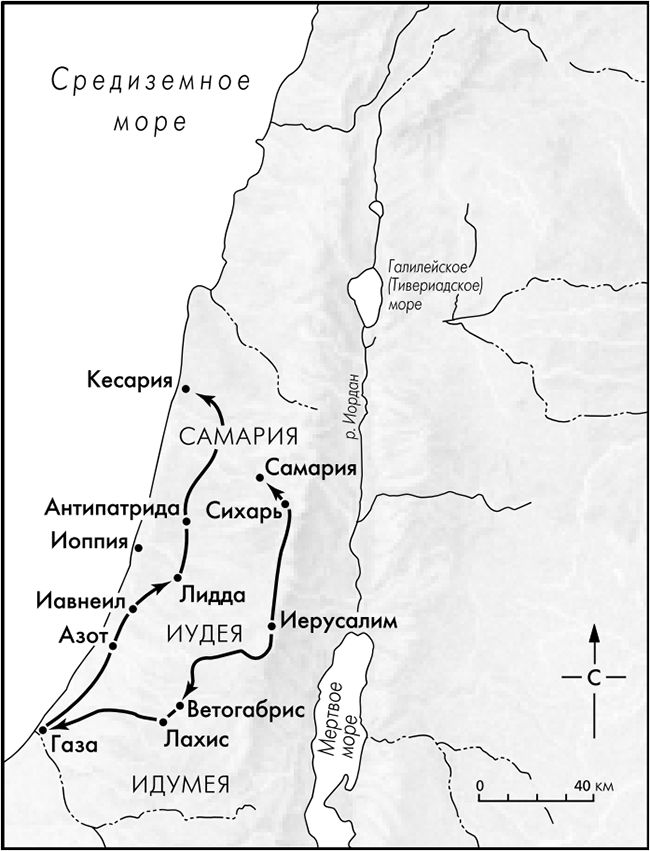 Средиземное
море
Галилейское
(Тивериадское)
море
р. Иордан
Кесария
САМАРИЯ
Самария
Антипатрида
Сихарь
Иоппия
Лидда
Иавнеил
Иерусалим
Азот
ИУДЕЯ
С
Ветогабрис
Мертвое
море
Газа
Лахис
ИДУМЕЯ
0 40 км